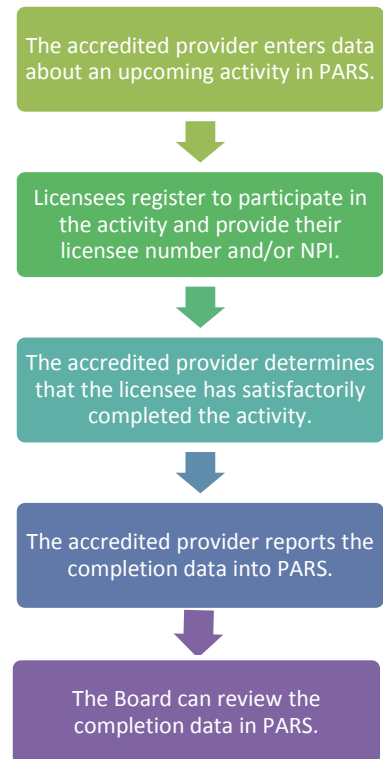 The accredited provider enters data
about an upcoming activity in PARS.
Licensees register to participate in
the activity and provide their
licensee number and/or NPI.
The accredited provider determines
that the licensee has satisfactorily
completed the activity.
The accredited provider reports the
completion data into PARS.
The Board can review the
completion data in PARS.